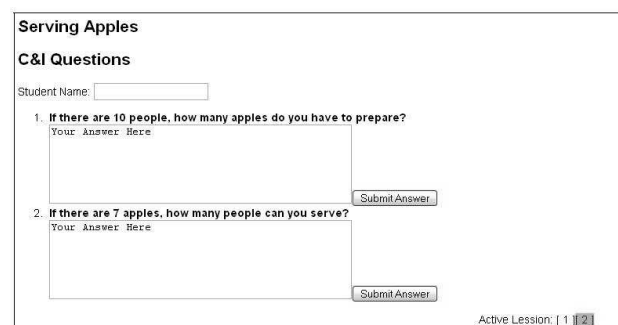 Serving Apples
C&I Questions
Student Name:
1. If there are 10 people, how many apples do you have to prepare?
Your Answer Here
Submit Answer
2. If there are 7 apples, how many people can you serve?
Your Answer Here
Submit Answer
Active Lession: [ 1 ][ 2 ]